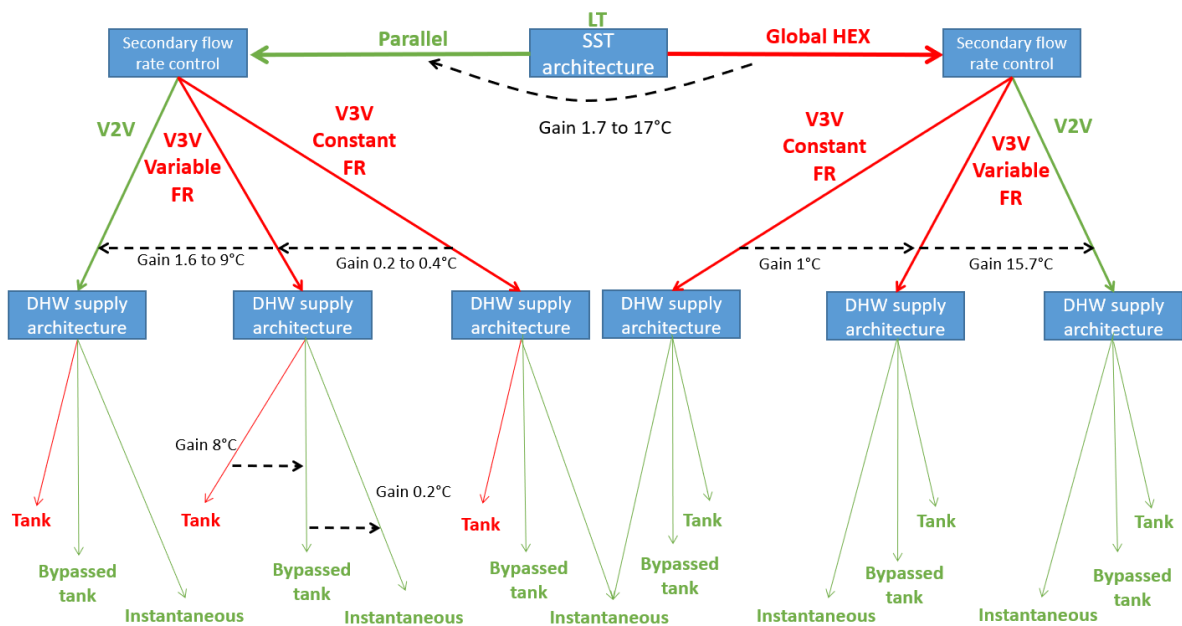 LT
Parallel
SST
architecture
Global HEX
Secondary flow
rate control
Secondary flow
rate control
Gain 1.7 to 17°C
V2V
V3V
Variable
FR
V3V
Constant
FR
V3V
Constant
FR
V3V
Variable
FR
V2V
Gain 1.6 to 9°C
Gain 0.2 to 0.4°C
Gain 1°C
Gain 15.7°C
DHW supply
architecture
DHW supply
architecture
DHW supply
architecture
DHW supply
architecture
DHW supply
architecture
DHW supply
architecture
Gain 8°C
Gain 0.2°C
Tank
Tank
Tank
Tank
Tank
Tank
Bypassed
tank
Bypassed
tank
Bypassed
tank
Bypassed
tank
Bypassed
tank
Bypassed
tank
Instantaneous
Instantaneous
Instantaneous
Instantaneous
Instantaneous